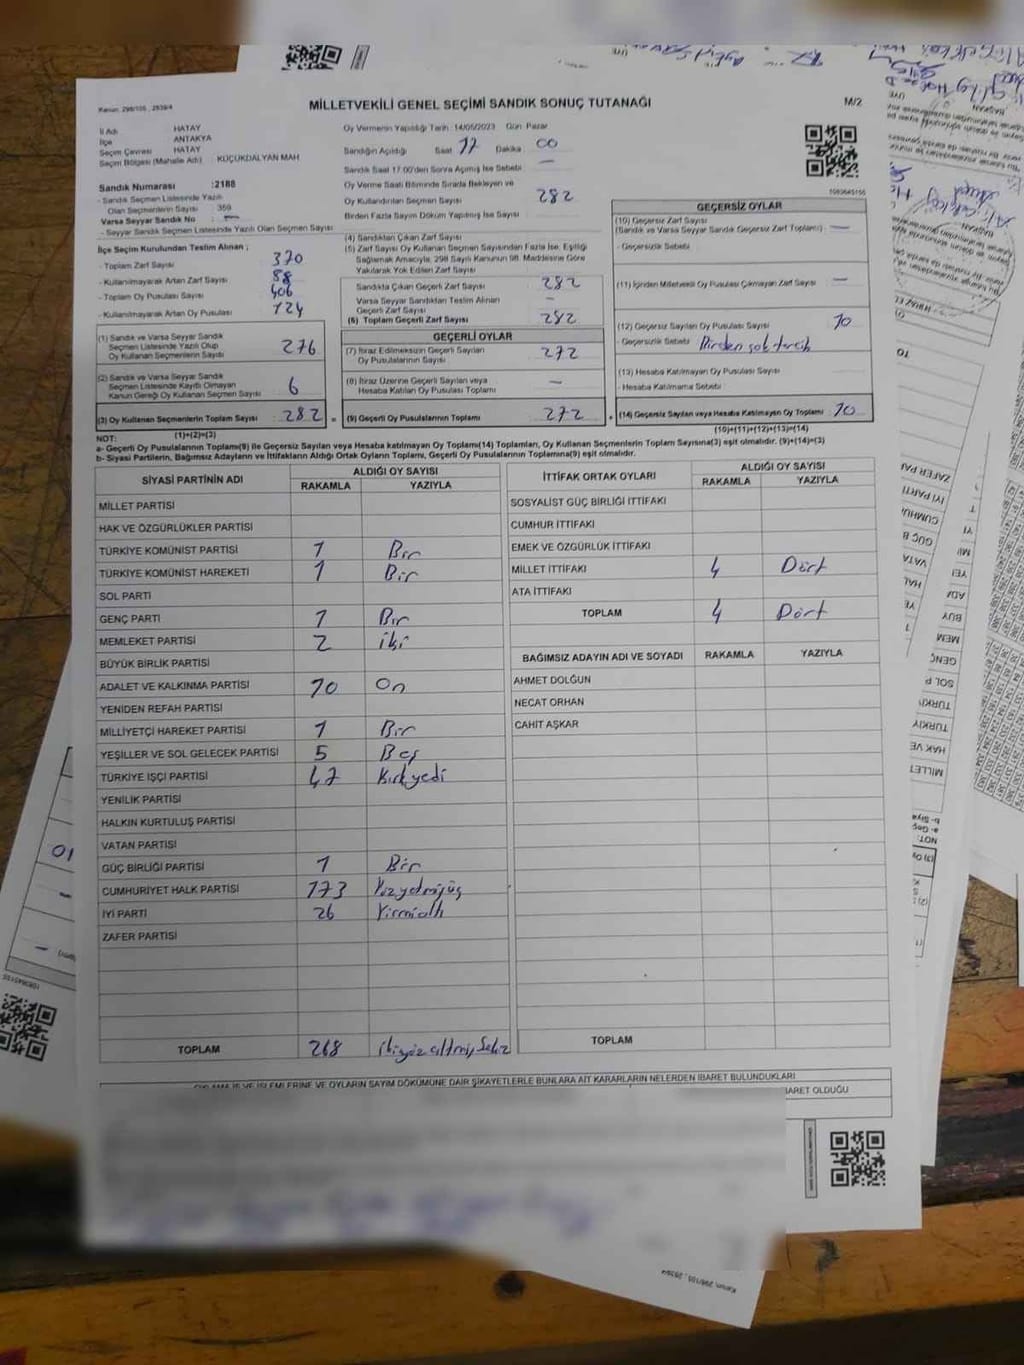 Kanun: 298/105 , 2839/4
MİLLETVEKİLİ GENEL SEÇİMİ SANDIK SONUÇ TUTANAĞI
M/2
İl Adı HATAY
İlçe ANTAKYA
Seçim Çevresi HATAY
Seçim Bölgesi (Mahalle Adı) : KÜÇÜKDALYAN MAH
Sandık Numarası :2188
- Sandık Seçmen Listesinde Yazılı
Olan Seçmenlerin Sayısı 359
Varsa Seyyar Sandık No : -
- Seyyar Sandık Seçmen Listesinde Yazılı Olan Seçmen Sayısı
İlçe Seçim Kurulundan Teslim Alınan ;
- Toplam Zarf Sayısı 370
- Kullanılmayarak Artan Zarf Sayısı 88
- Toplam Oy Pusulası Sayısı 406
- Kullanılmayarak Artan Oy Pusulası 124
Oy Vermenin Yapıldığı Tarih : 14/05/2023 Gün : Pazar
Sandığın Açıldığı Saat 17 Dakika 00
Sandık Saat 17:00'den Sonra Açılmış İse Sebebi —
Oy Verme Saati Bitiminde Sırada Bekleyen ve
Oy Kullandırılan Seçmen Sayısı 282
Birden Fazla Sayım Döküm Yapılmış İse Sayısı
(4) Sandıktan Çıkan Zarf Sayısı
(5) Zarf Sayısı Oy Kullanan Seçmen Sayısından Fazla İse, Eşitliği
Sağlamak Amacıyla, 298 Sayılı Kanunun 98. Maddesine Göre
Yakılarak Yok Edilen Zarf Sayısı
Sandıkta Çıkan Geçerli Zarf Sayısı 282
Varsa Seyyar Sandıktan Teslim Alınan
Geçerli Zarf Sayısı —
(6) Toplam Geçerli Zarf Sayısı 282
1083645155
GEÇERSİZ OYLAR
(10) Geçersiz Zarf Sayısı
(Sandık ve Varsa Seyyar Sandık Geçersiz Zarf Toplamı) —
- Geçersizlik Sebebi
(11) İçinden Milletvekili Oy Pusulası Çıkmayan Zarf Sayısı —
(12) Geçersiz Sayılan Oy Pusulası Sayısı 10
- Geçersizlik Sebebi Birden çok tercih
(13) Hesaba Katılmayan Oy Pusulası Sayısı
- Hesaba Katılmama Sebebi
(14) Geçersiz Sayılan veya Hesaba Katılmayan Oy Toplamı 10
(10)+(11)+(12)+(13)=(14)
(1) Sandık ve Varsa Seyyar Sandık
Seçmen Listesinde Yazılı Olup
Oy Kullanan Seçmenlerin Sayısı 276
(2) Sandık ve Varsa Seyyar Sandık
Seçmen Listesinde Kaydı Olmayan
Kanun Gereği Oy Kullanan Seçmen Sayısı 6
(3) Oy Kullanan Seçmenlerin Toplam Sayısı 282
(1)+(2)=(3)
GEÇERLİ OYLAR
(7) İtiraz Edilmeksizin Geçerli Sayılan
Oy Pusulalarının Sayısı 272
(8) İtiraz Üzerine Geçerli Sayılan veya
Hesaba Katılan Oy Pusulası Toplamı —
(9) Geçerli Oy Pusulalarının Toplamı 272
NOT:
a- Geçerli Oy Pusulaları Toplamı(9) ile Geçersiz Sayılan veya Hesaba katılmayan Oy Toplamı(14) Toplamları, Oy Kullanan Seçmenlerin Toplam Sayısına(3) eşit olmalıdır. (9)+(14)=(3)
b- Siyasi Partilerin, Bağımsız Adayların ve İttifakların Aldığı Ortak Oyların Toplamı, Geçerli Oy Pusulalarının Toplamına(9) eşit olmalıdır.
SİYASİ PARTİNİN ADI ALDIĞI OY SAYISI
RAKAMLA YAZIYLA
MİLLET PARTİSİ
HAK VE ÖZGÜRLÜKLER PARTİSİ
TÜRKİYE KOMÜNİST PARTİSİ 1 Bir
TÜRKİYE KOMÜNİST HAREKETİ 1 Bir
SOL PARTİ
GENÇ PARTİ 1 Bir
MEMLEKET PARTİSİ 2 iki
BÜYÜK BİRLİK PARTİSİ
ADALET VE KALKINMA PARTİSİ 10 On
YENİDEN REFAH PARTİSİ
MİLLİYETÇİ HAREKET PARTİSİ 1 Bir
YEŞİLLER VE SOL GELECEK PARTİSİ 5 Beş
TÜRKİYE İŞÇİ PARTİSİ 47 Kırkyedi
YENİLİK PARTİSİ
HALKIN KURTULUŞ PARTİSİ
VATAN PARTİSİ
GÜÇ BİRLİĞİ PARTİSİ 1 Bir
CUMHURİYET HALK PARTİSİ 173 Yüzyetmişüç
İYİ PARTİ 26 Yirmialtı
ZAFER PARTİSİ
TOPLAM 268 ikiyüz altmış Sekiz
İTTİFAK ORTAK OYLARI ALDIĞI OY SAYISI
RAKAMLA YAZIYLA
SOSYALİST GÜÇ BİRLİĞİ İTTİFAKI
CUMHUR İTTİFAKI
EMEK VE ÖZGÜRLÜK İTTİFAKI
MİLLET İTTİFAKI 4 Dört
ATA İTTİFAKI
TOPLAM 4 Dört
BAĞIMSIZ ADAYIN ADI VE SOYADI RAKAMLA YAZIYLA
AHMET DOLĞUN
NECAT ORHAN
CAHİT AŞKAR
TOPLAM
OYLAMA İŞ VE İŞLEMLERİNE VE OYLARIN SAYIM DÖKÜMÜNE DAİR ŞİKAYETLERLE BUNLARA AİT KARARLARIN NELERDEN İBARET BULUNDUKLARI
BARET OLDUĞU
Kanun: 298/105 , 2839/4